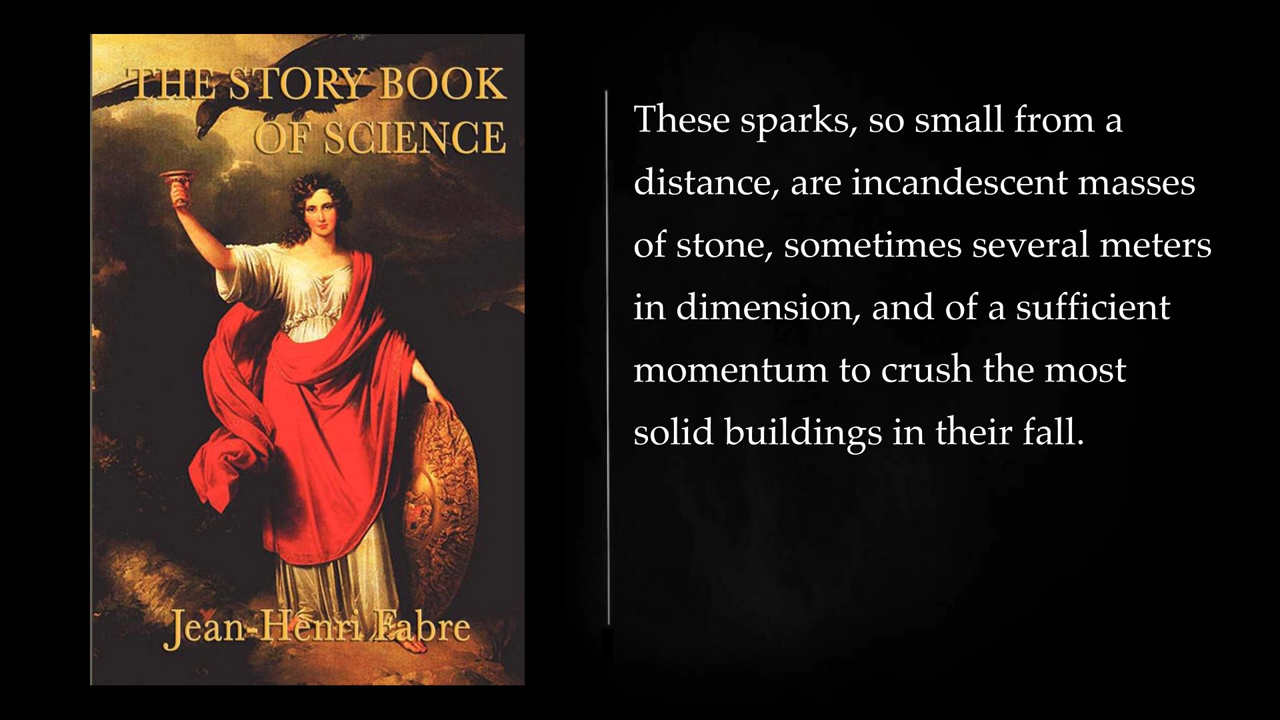 THE STORY BOOK
OF SCIENCE
Jean-Henri Fabre
These sparks, so small from a
distance, are incandescent masses
of stone, sometimes several meters
in dimension, and of a sufficient
momentum to crush the most
solid buildings in their fall.